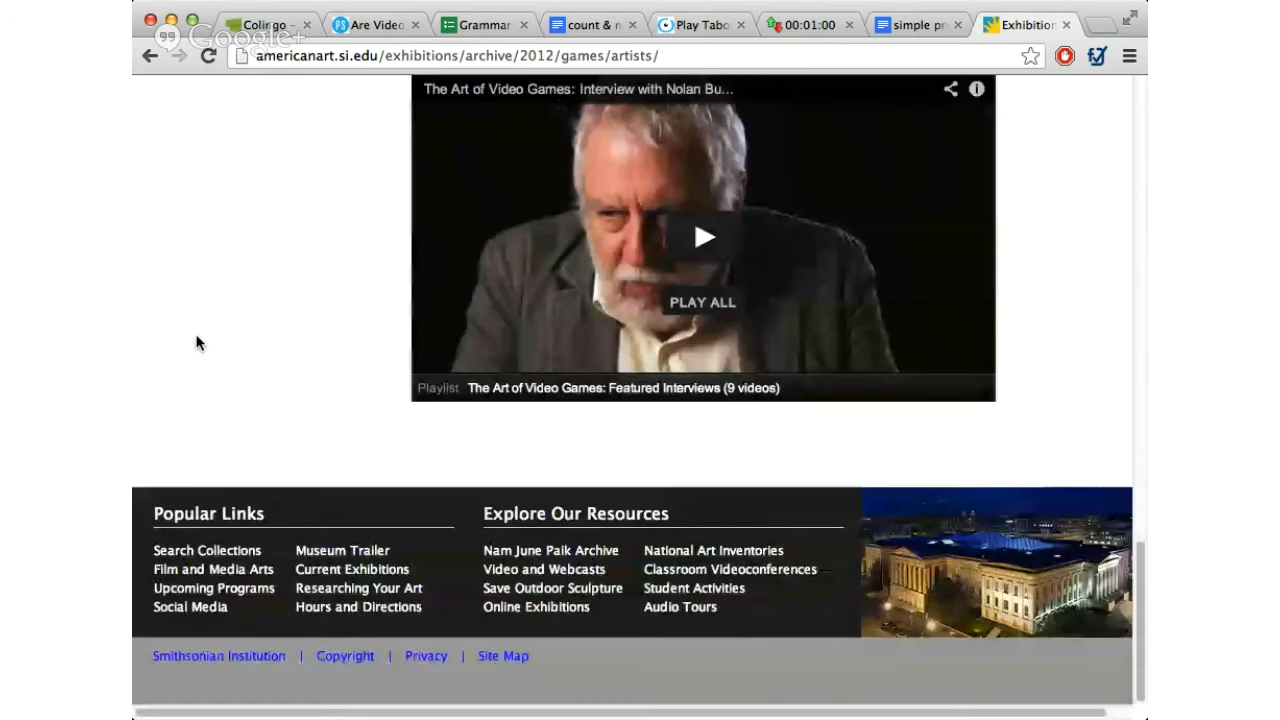 Google+
Colingo -
Are Video
Grammar
count & n
Play Tabo
00:01:00
simple pr
Exhibition
americanart.si.edu/exhibitions/archive/2012/games/artists/
The Art of Video Games: Interview with Nolan Bu...
PLAY ALL
Playlist The Art of Video Games: Featured Interviews (9 videos)
Popular Links
Search Collections
Film and Media Arts
Upcoming Programs
Social Media
Museum Trailer
Current Exhibitions
Researching Your Art
Hours and Directions
Explore Our Resources
Nam June Paik Archive
Video and Webcasts
Save Outdoor Sculpture
Online Exhibitions
National Art Inventories
Classroom Videoconferences
Student Activities
Audio Tours
Smithsonian Institution | Copyright | Privacy | Site Map